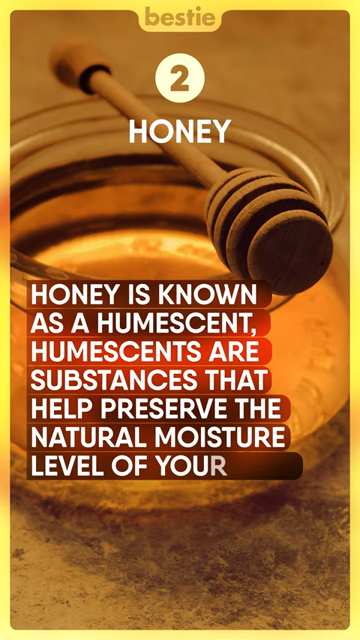 bestie
2
HONEY
HONEY IS KNOWN
AS A HUMESCENT,
HUMESCENTS ARE
SUBSTANCES THAT
HELP PRESERVE THE
NATURAL MOISTURE
LEVEL OF YOUR